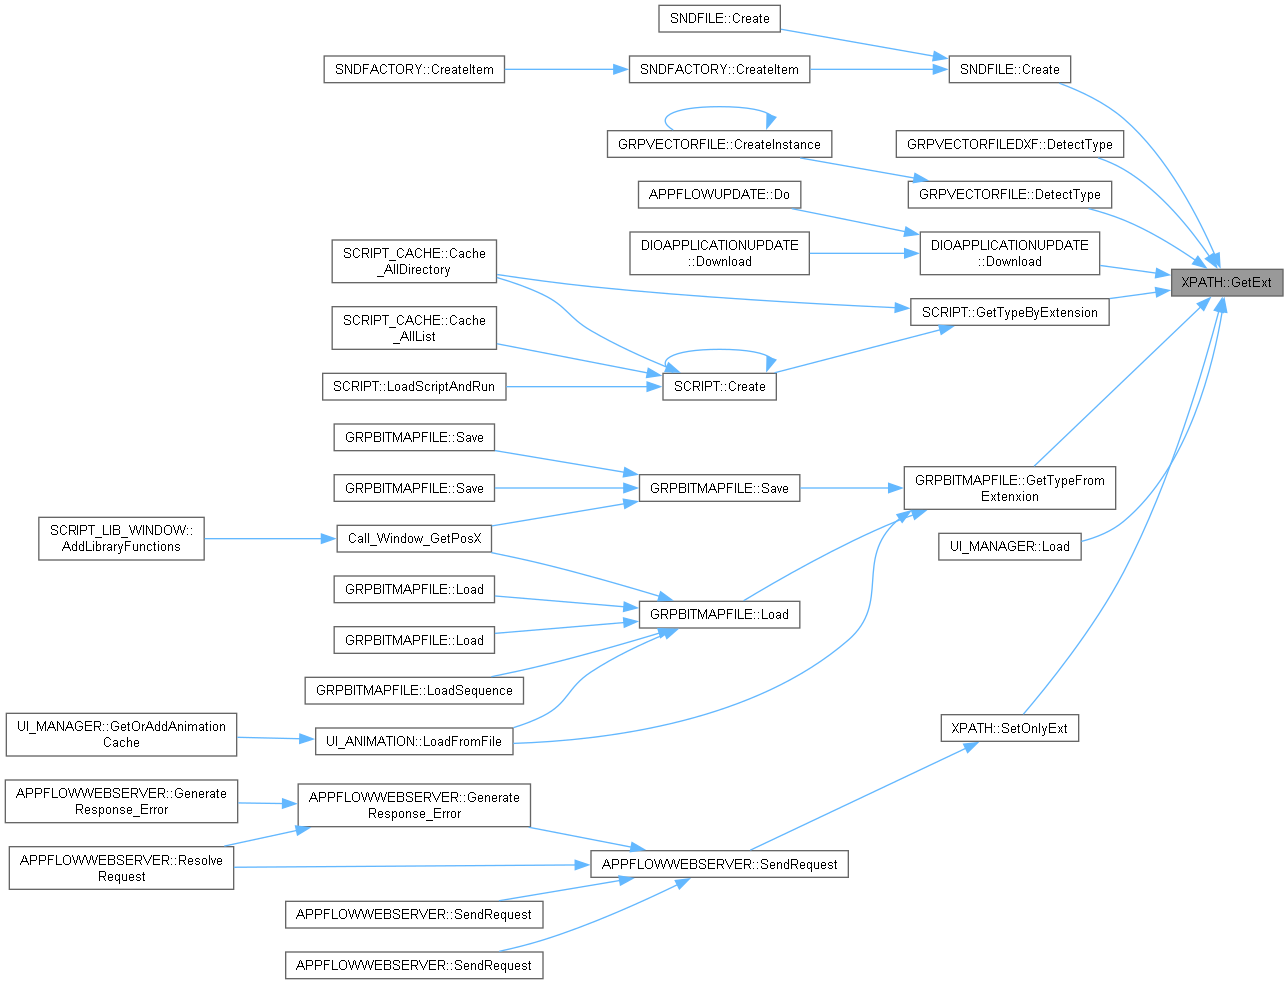 SNDFILE::Create
SNDFACTORY::CreateItem
SNDFACTORY::CreateItem
SNDFILE::Create
GRPVECTORFILE::CreateInstance
GRPVECTORFILEDXF::DetectType
APPFLOWUPDATE::Do
GRPVECTORFILE::DetectType
DIOAPPLICATIONUPDATE
::Download
DIOAPPLICATIONUPDATE
::Download
SCRIPT_CACHE::Cache
_AllDirectory
XPATH::GetExt
SCRIPT::GetTypeByExtension
SCRIPT_CACHE::Cache
_AllList
SCRIPT::LoadScriptAndRun
SCRIPT::Create
GRPBITMAPFILE::Save
GRPBITMAPFILE::Save
GRPBITMAPFILE::Save
GRPBITMAPFILE::GetTypeFrom
Extenxion
SCRIPT_LIB_WINDOW::
AddLibraryFunctions
Call_Window_GetPosX
UI_MANAGER::Load
GRPBITMAPFILE::Load
GRPBITMAPFILE::Load
GRPBITMAPFILE::Load
GRPBITMAPFILE::LoadSequence
UI_MANAGER::GetOrAddAnimation
Cache
UI_ANIMATION::LoadFromFile
XPATH::SetOnlyExt
APPFLOWWEBSERVER::Generate
Response_Error
APPFLOWWEBSERVER::Generate
Response_Error
APPFLOWWEBSERVER::Resolve
Request
APPFLOWWEBSERVER::SendRequest
APPFLOWWEBSERVER::SendRequest
APPFLOWWEBSERVER::SendRequest